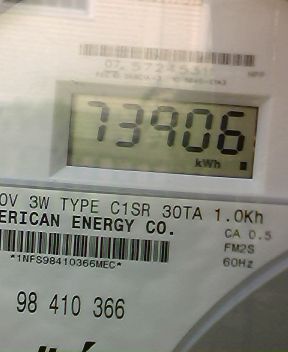 73906
kWh
0V 3W TYPE C1SR 30TA 1.0Kh
ERICAN ENERGY CO.
CA 0.5
FM2S
*1NFS98410366MEC*
60Hz
98 410 366